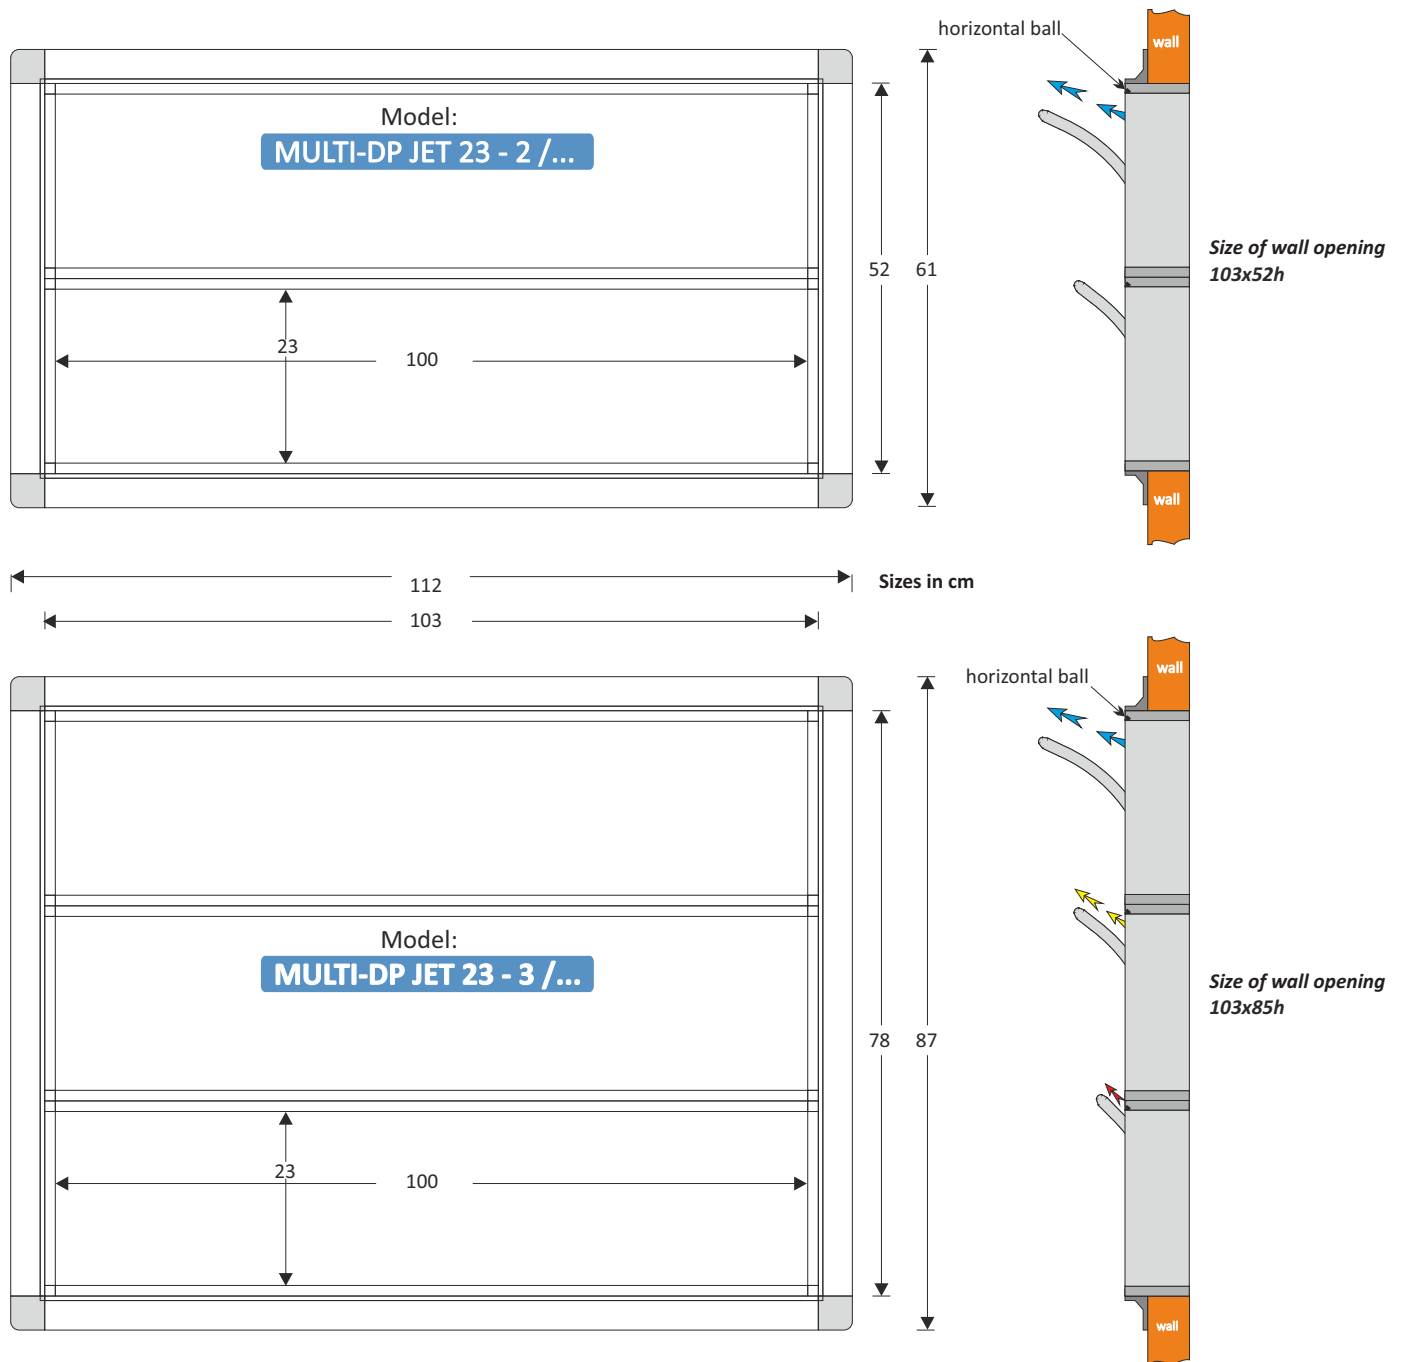 horizontal ball
wall
Model:
MULTI-DP JET 23 - 2 /...
52
61
Size of wall opening
103x52h
23
100
wall
112
Sizes in cm
103
wall
horizontal ball
Model:
MULTI-DP JET 23 - 3 /...
Size of wall opening
103x85h
78
87
23
100
wall